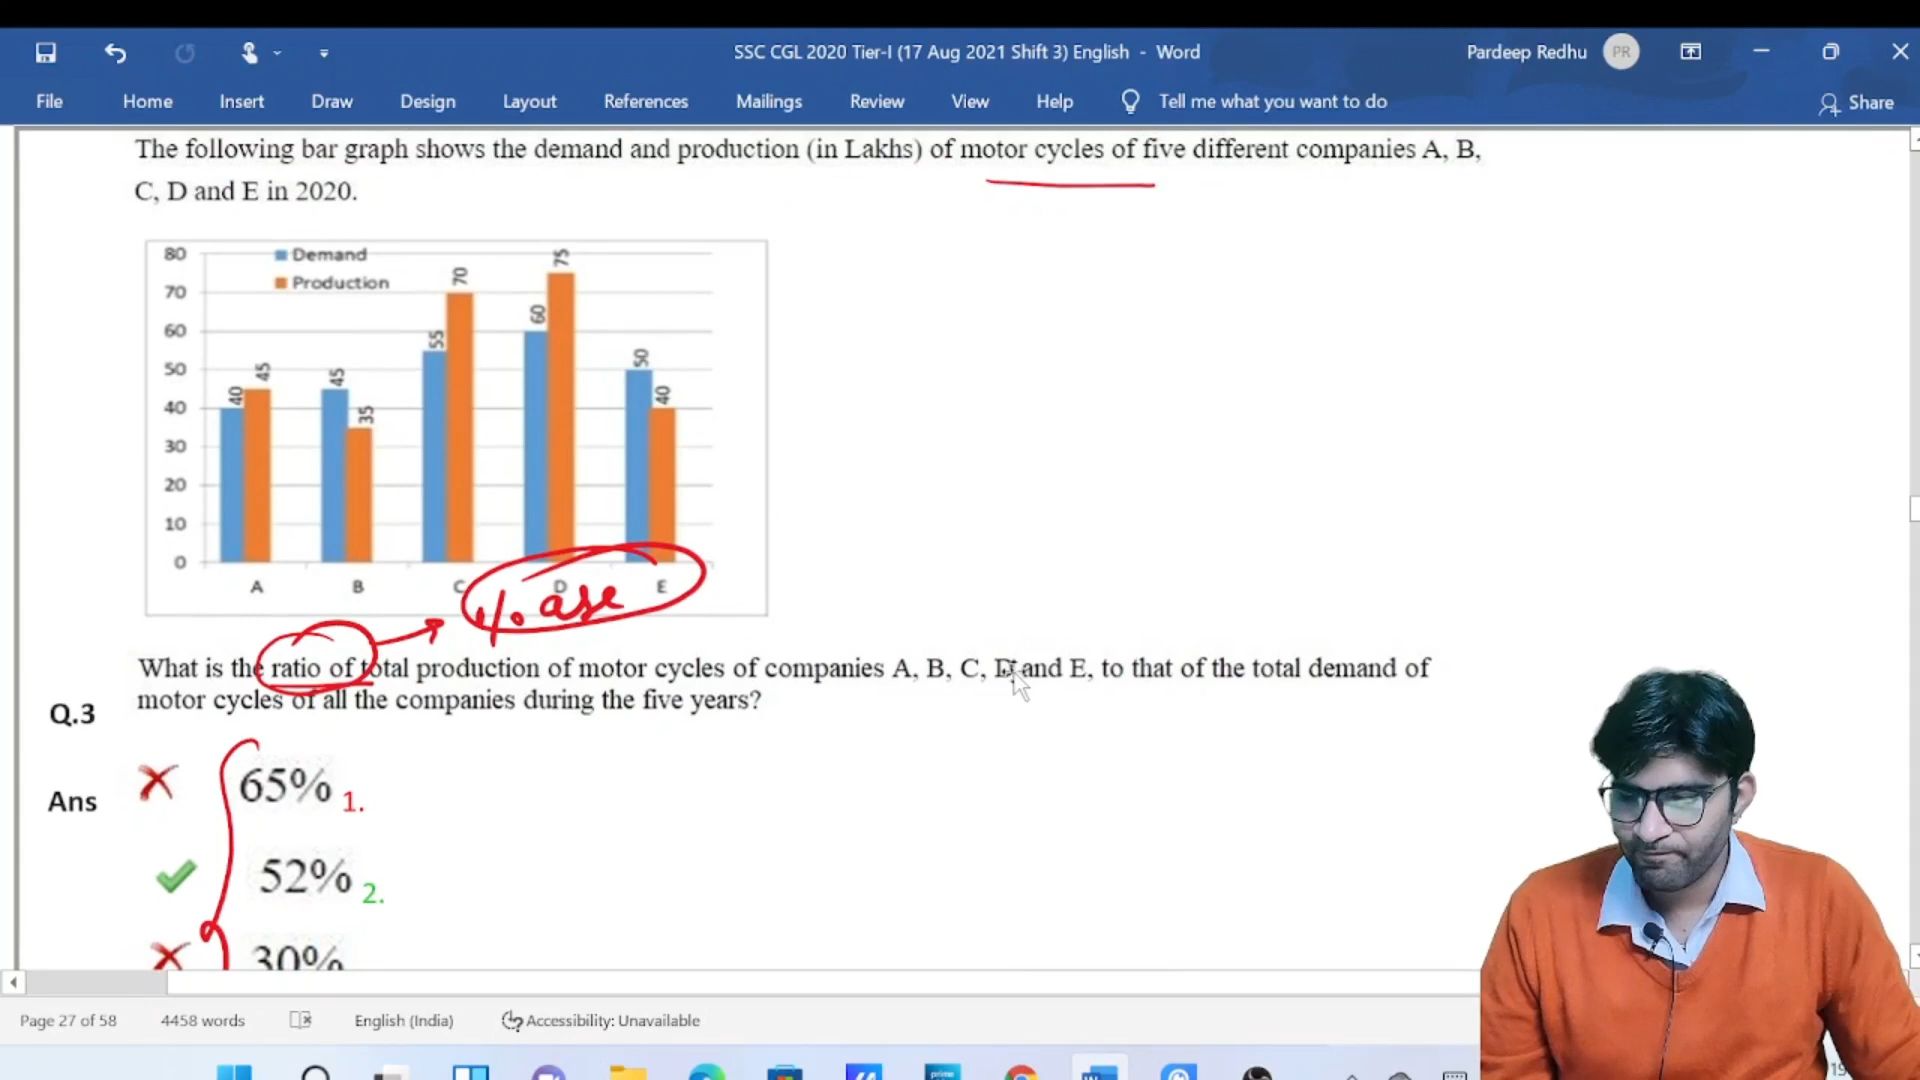 SSC CGL 2020 Tier-I (17 Aug 2021 Shift 3) English - Word
Pardeep Redhu PR
File Home Insert Draw Design Layout References Mailings Review View Help Tell me what you want to do Share
The following bar graph shows the demand and production (in Lakhs) of motor cycles of five different companies A, B,
C, D and E in 2020.
Demand
Production
80
70
60
50
40
30
20
10
0
40 45 45 35 55 70 60 75 50 40
A B C D E
What is the ratio of total production of motor cycles of companies A, B, C, D and E, to that of the total demand of
motor cycles of all the companies during the five years?
Q.3
Ans
65% 1.
52% 2.
30%
Page 27 of 58 4458 words English (India) Accessibility: Unavailable
prime
19